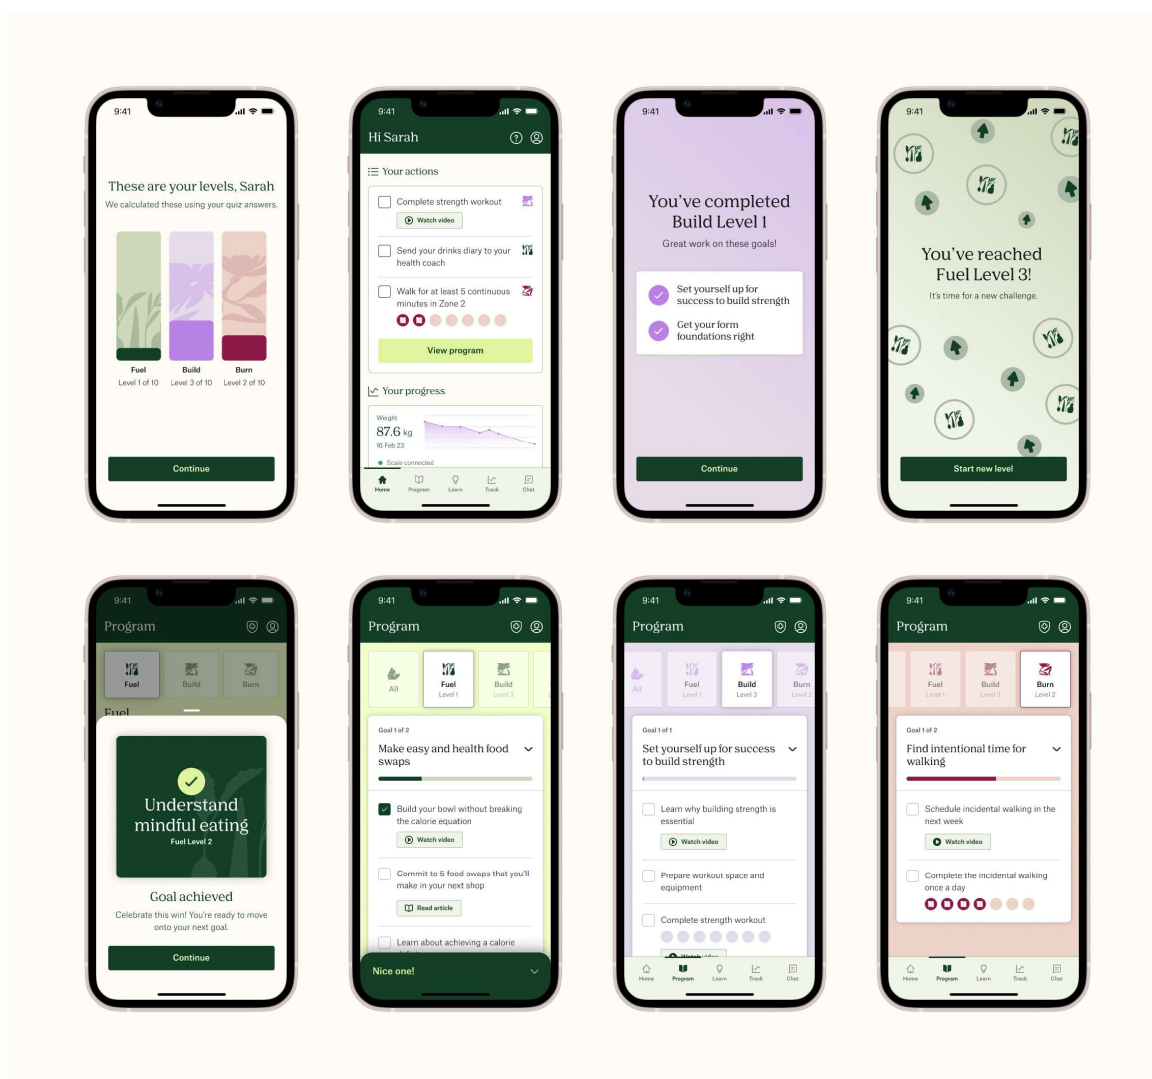 9:41
These are your levels, Sarah
We calculated these using your quiz answers.
Fuel
Level 1 of 10
Build
Level 3 of 10
Burn
Level 2 of 10
Continue
9:41
Hi Sarah
Your actions
Complete strength workout
Watch video
Send your drinks diary to your
health coach
Walk for at least 5 continuous
minutes in Zone 2
View program
Your progress
Weight
87.6 kg
16 Feb 23
Scale connected
Home
Program
Learn
Track
Chat
9:41
You've completed
Build Level 1
Great work on these goals!
Set yourself up for
success to build strength
Get your form
foundations right
Continue
9:41
You've reached
Fuel Level 3!
It's time for a new challenge.
Start new level
9:41
Program
Fuel
Build
Burn
Fuel
Understand
mindful eating
Fuel Level 2
Goal achieved
Celebrate this win! You're ready to move
onto your next goal.
Continue
9:41
Program
All
Fuel
Level 1
Build
Level 3
Goal 1 of 2
Make easy and health food
swaps
Build your bowl without breaking
the calorie equation
Watch video
Commit to 5 food swaps that you'll
make in your next shop
Read article
Learn about achieving a calorie
Nice one!
9:41
Program
All
Fuel
Level 1
Build
Level 3
Burn
Level 2
Goal 1 of 1
Set yourself up for success
to build strength
Learn why building strength is
essential
Watch video
Prepare workout space and
equipment
Complete strength workout
Watch video
Home
Program
Learn
Track
Chat
9:41
Program
Fuel
Level 1
Build
Level 3
Burn
Level 2
Goal 1 of 2
Find intentional time for
walking
Schedule incidental walking in the
next week
Watch video
Complete the incidental walking
once a day
Home
Program
Learn
Track
Chat